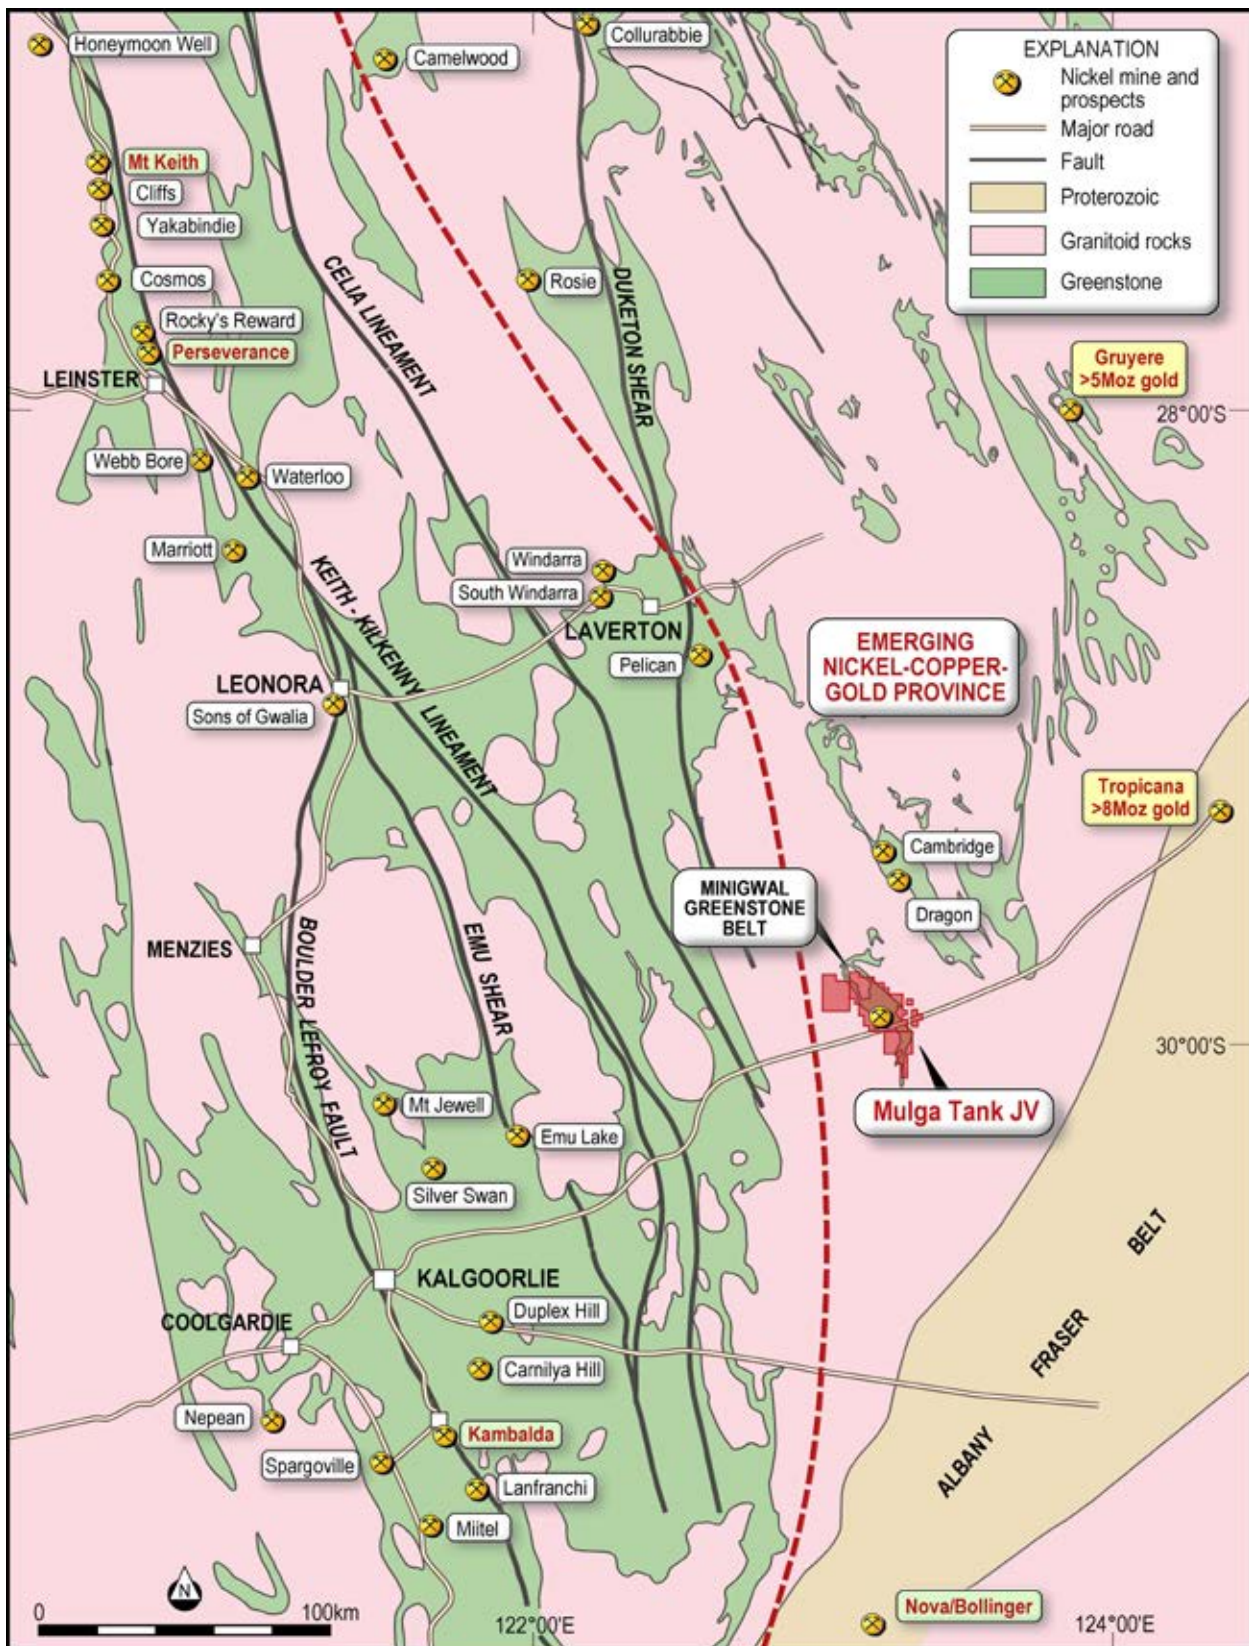 Honeymoon Well
Camelwood
Collurabbie
EXPLANATION
Nickel mine and
prospects
Major road
Fault
Proterozoic
Granitoid rocks
Greenstone
Mt Keith
Cliffs
Yakabindie
Cosmos
Rocky's Reward
Perseverance
LEINSTER
CELIA LINEAMENT
Rosie
DUKETON SHEAR
Gruyere
>5Moz gold
28°00'S
Webb Bore
Waterloo
Marriott
KEITH - KILKENNY LINEAMENT
Windarra
South Windarra
LAVERTON
Pelican
EMERGING
NICKEL-COPPER-
GOLD PROVINCE
LEONORA
Sons of Gwalia
Tropicana
>8Moz gold
Cambridge
MINIGWAL
GREENSTONE
BELT
Dragon
MENZIES
BOULDER LEFROY FAULT
EMU SHEAR
30°00'S
Mulga Tank JV
Mt Jewell
Emu Lake
Silver Swan
KALGOORLIE
COOLGARDIE
Duplex Hill
Carnilya Hill
Nepean
Kambalda
Spargoville
Lanfranchi
Miitel
ALBANY FRASER BELT
Nova/Bollinger
N
0 100km
122°00'E
124°00'E